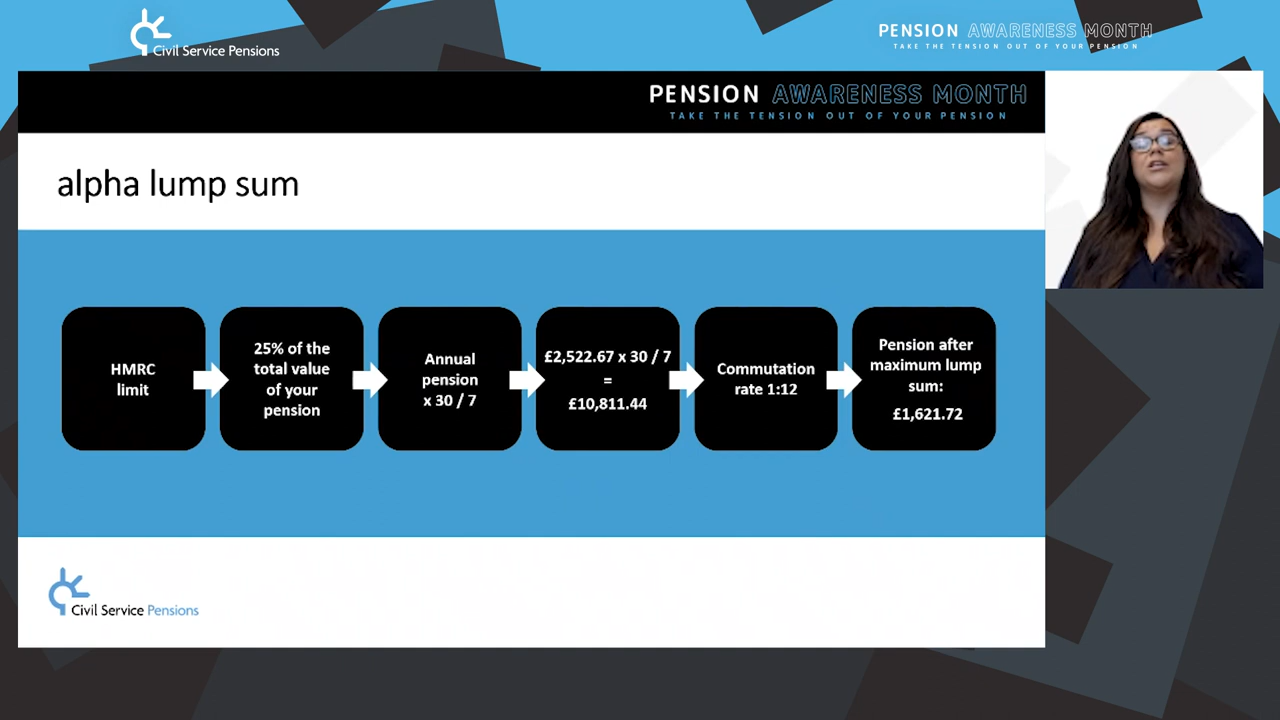 Civil Service Pensions
PENSION AWARENESS MONTH
TAKE THE TENSION OUT OF YOUR PENSION
PENSION AWARENESS MONTH
TAKE THE TENSION OUT OF YOUR PENSION
alpha lump sum
HMRC
limit
25% of the
total value
of your
pension
Annual
pension
x 30 / 7
£2,522.67 x 30 / 7
=
£10,811.44
Commutation
rate 1:12
Pension after
maximum lump
sum:
£1,621.72
Civil Service Pensions